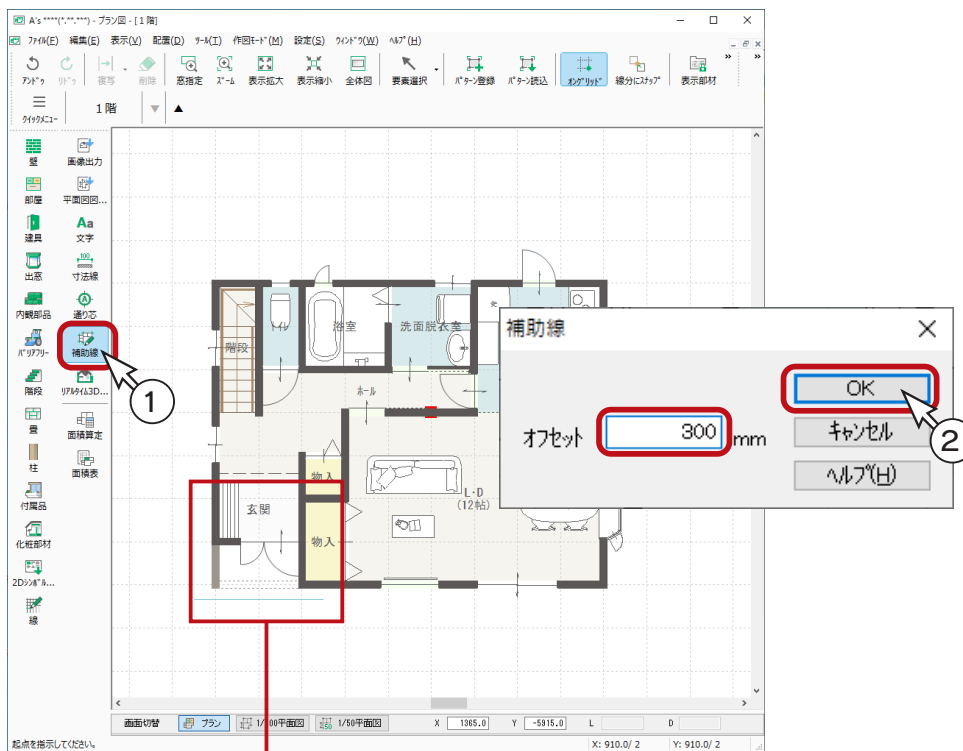 A's ****(*.**.***) - プラン図 - [1 階]
ﾌｧｲﾙ(F) 編集(E) 表示(V) 配置(D) ﾂｰﾙ(T) 作図ﾓｰﾄﾞ(M) 設定(S) ｳｨﾝﾄﾞｳ(W) ﾍﾙﾌﾟ(H)
ｱﾝﾄﾞｩ ﾘﾄﾞｩ 複写 削除 窓指定 ｽﾞｰﾑ 表示拡大 表示縮小 全体図 要素選択 ﾊﾟﾀｰﾝ登録 ﾊﾟﾀｰﾝ読込 ｵﾝｸﾞﾘｯﾄﾞ 線分にｽﾅｯﾌﾟ 表示部材
ｸｲｯｸﾒﾆｭｰ 1 階 ▼ ▲
壁 画像出力
部屋 平面図図...
建具 Aa 文字
出窓 100 寸法線
内観部品 A 通り芯
ﾊﾞﾘｱﾌﾘｰ 補助線
階段 ﾘｱﾙﾀｲﾑ3D...
畳 面積算定
柱 面積表
付属品
化粧部材
2Dｼﾝﾎﾞﾙ...
線
1
トイレ 浴室 洗面脱衣室
階段
ホール
物入
L・D
(12帖)
玄関
物入
補助線
OK
2
オフセット 300 mm
ｷｬﾝｾﾙ
ﾍﾙﾌﾟ(H)
画面切替 プラン 1/100平面図 1/50平面図 X 1365.0 Y -5915.0 L D
起点を指示してください。 X: 910.0/ 2 Y: 910.0/ 2